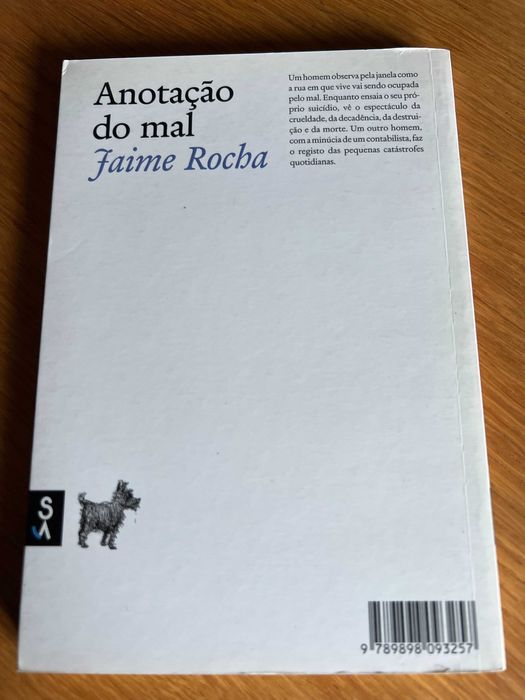 Anotação
do mal
Jaime Rocha
Um homem observa pela janela como
a rua em que vive vai sendo ocupada
pelo mal. Enquanto ensaia o seu pró-
prio suicídio, vê o espectáculo da
crueldade, da decadência, da destrui-
ção e da morte. Um outro homem,
com a minúcia de um contabilista, faz
o registo das pequenas catástrofes
quotidianas.
S
9 789898 093257